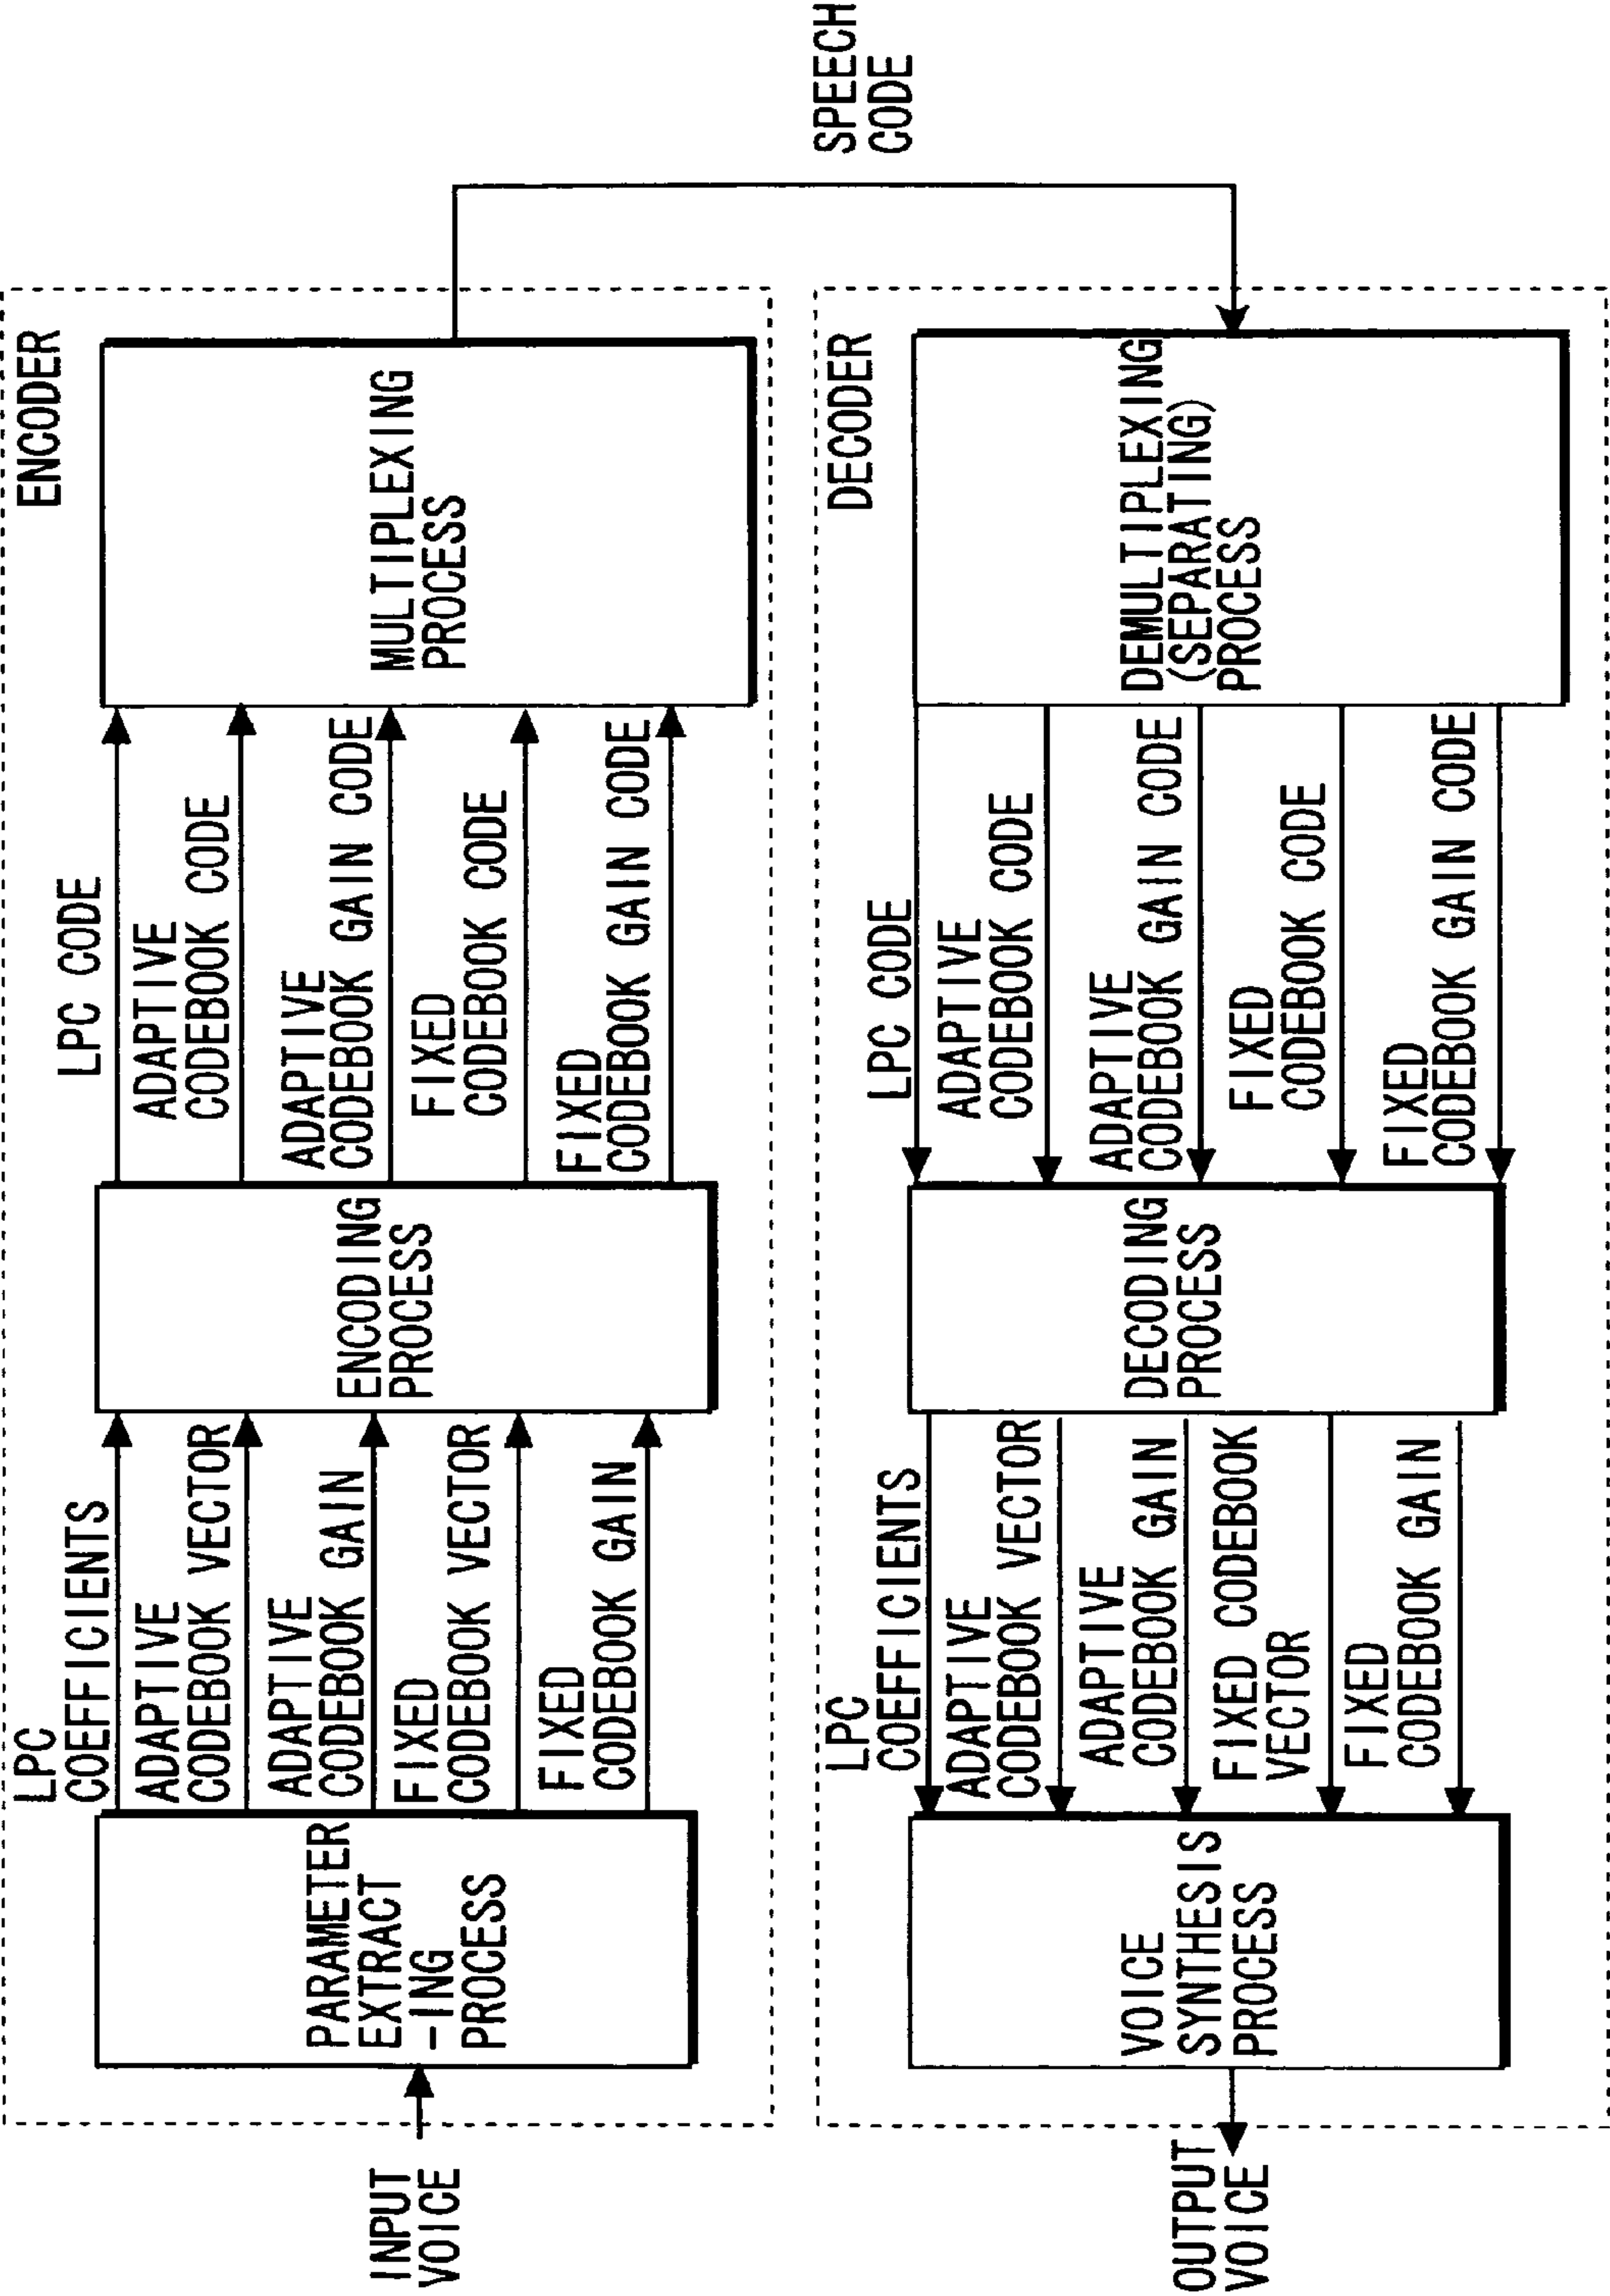 ENCODER
INPUT
VOICE
PARAMETER
EXTRACT
-ING
PROCESS
LPC
COEFFICIENTS
ADAPTIVE
CODEBOOK VECTOR
ADAPTIVE
CODEBOOK GAIN
FIXED
CODEBOOK VECTOR
FIXED
CODEBOOK GAIN
ENCODING
PROCESS
LPC CODE
ADAPTIVE
CODEBOOK CODE
ADAPTIVE
CODEBOOK GAIN CODE
FIXED
CODEBOOK CODE
FIXED
CODEBOOK GAIN CODE
MULTIPLEXING
PROCESS
SPEECH
CODE
DECODER
DEMULTIPLEXING
(SEPARATING)
PROCESS
LPC CODE
ADAPTIVE
CODEBOOK CODE
ADAPTIVE
CODEBOOK GAIN CODE
FIXED
CODEBOOK CODE
FIXED
CODEBOOK GAIN CODE
DECODING
PROCESS
LPC
COEFFICIENTS
ADAPTIVE
CODEBOOK VECTOR
ADAPTIVE
CODEBOOK GAIN
FIXED CODEBOOK
VECTOR
FIXED
CODEBOOK GAIN
VOICE
SYNTHESIS
PROCESS
OUTPUT
VOICE